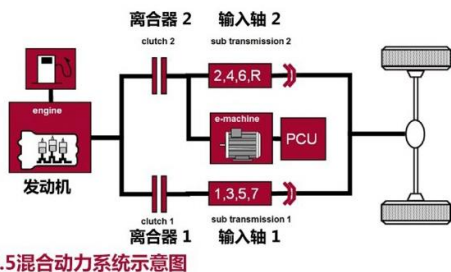 离合器 2 输入轴 2
clutch 2 sub transmission 2
2,4,6,R
engine
e-machine
PCU
发动机
1,3,5,7
clutch 1 sub transmission 1
离合器 1 输入轴 1
.5混合动力系统示意图